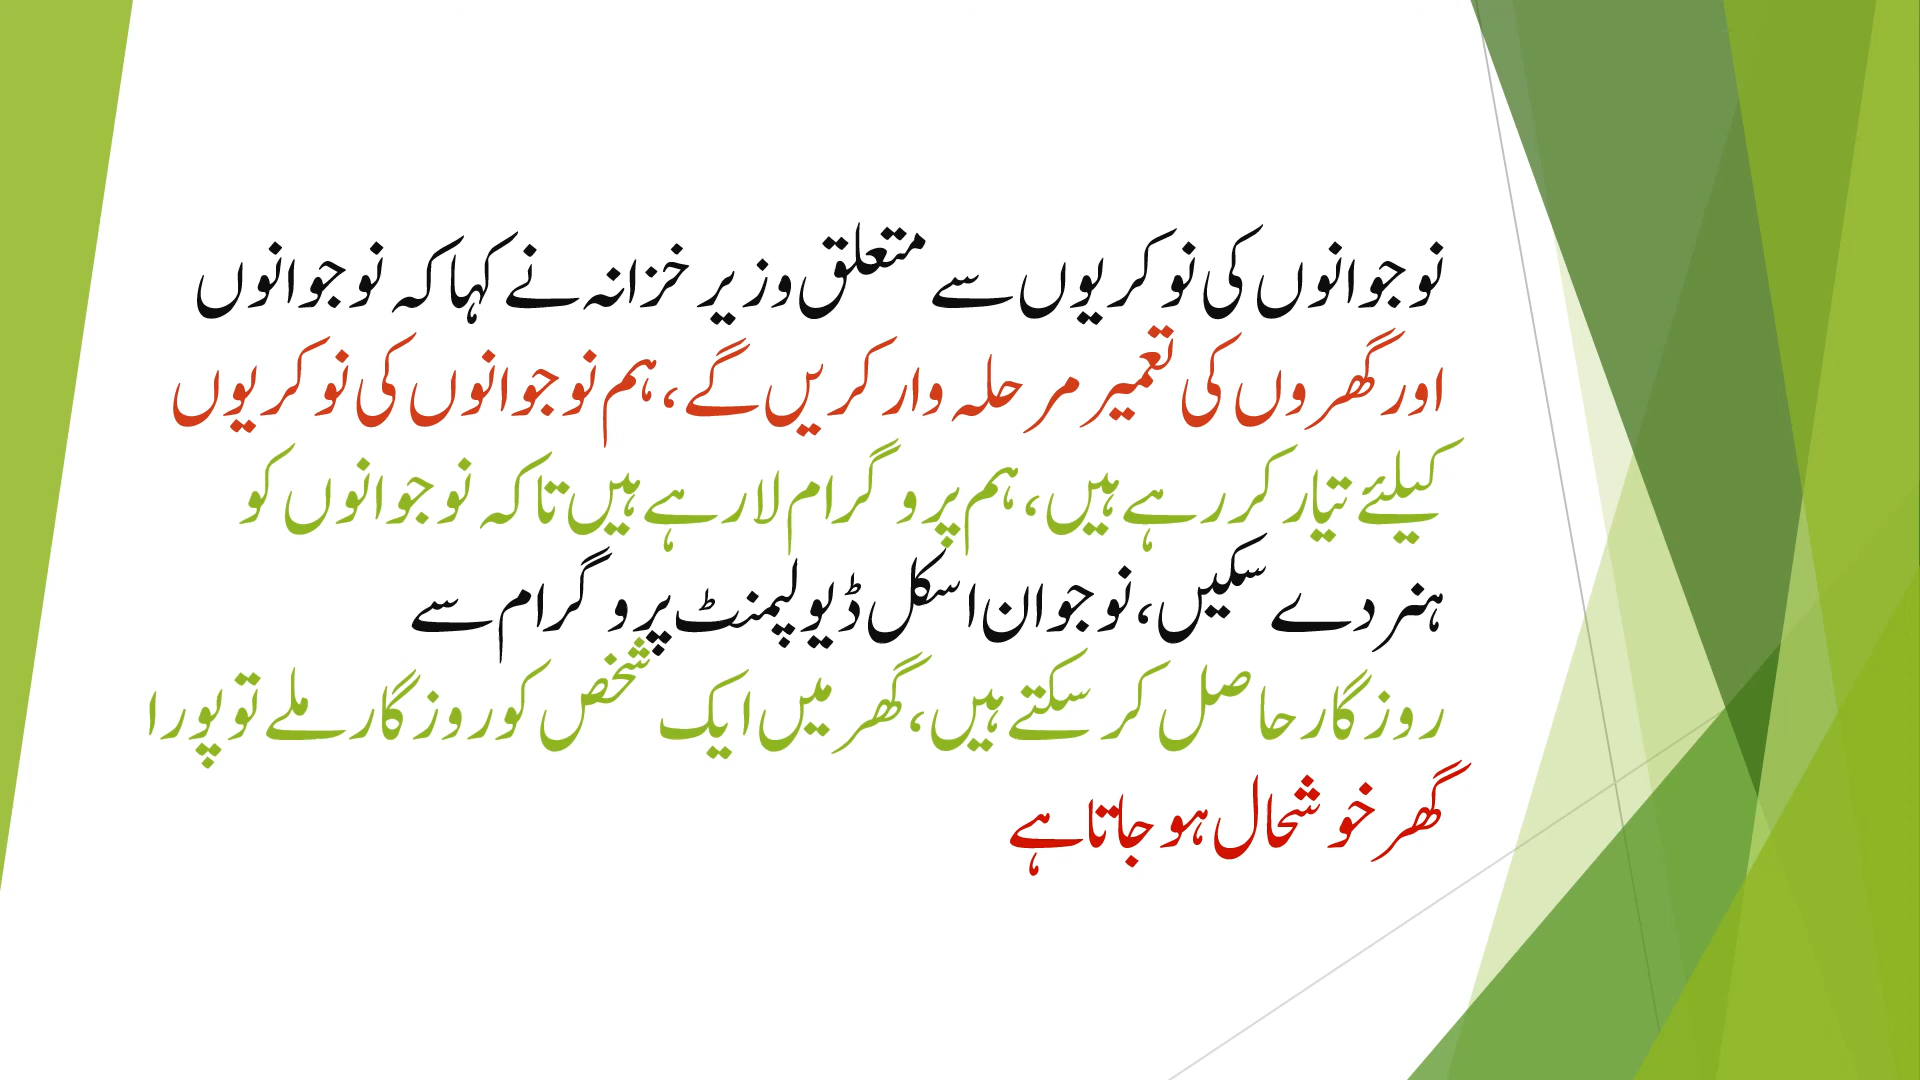 نوجوانوں کی نوکریوں سے متعلق وزیر خزانہ نے کہا کہ نوجوانوں
اور گھروں کی تعمیر مرحلہ وار کریں گے، ہم نوجوانوں کی نوکریوں
کیلئے تیار کر رہے ہیں، ہم پروگرام لا رہے ہیں تاکہ نوجوانوں کو
ہنر دے سکیں، نوجوان اسکل ڈیولپمنٹ پروگرام سے
روزگار حاصل کر سکتے ہیں، گھر میں ایک شخص کو روزگار ملے تو پورا
گھر خوشحال ہو جاتا ہے